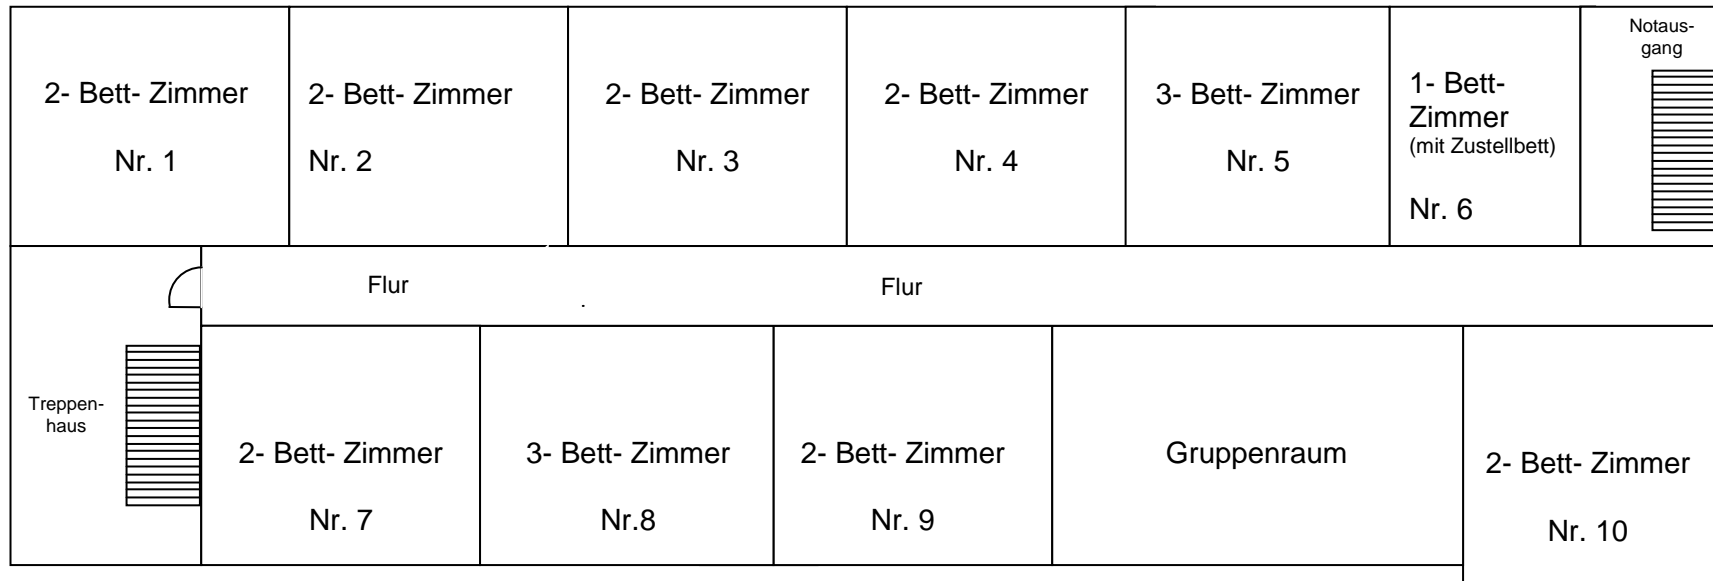 2- Bett- Zimmer
Nr. 1
2- Bett- Zimmer
Nr. 2
2- Bett- Zimmer
Nr. 3
2- Bett- Zimmer
Nr. 4
3- Bett- Zimmer
Nr. 5
1- Bett-
Zimmer
(mit Zustellbett)
Nr. 6
Notaus-
gang
Flur
Flur
Treppen-
haus
2- Bett- Zimmer
Nr. 7
3- Bett- Zimmer
Nr.8
2- Bett- Zimmer
Nr. 9
Gruppenraum
2- Bett- Zimmer
Nr. 10